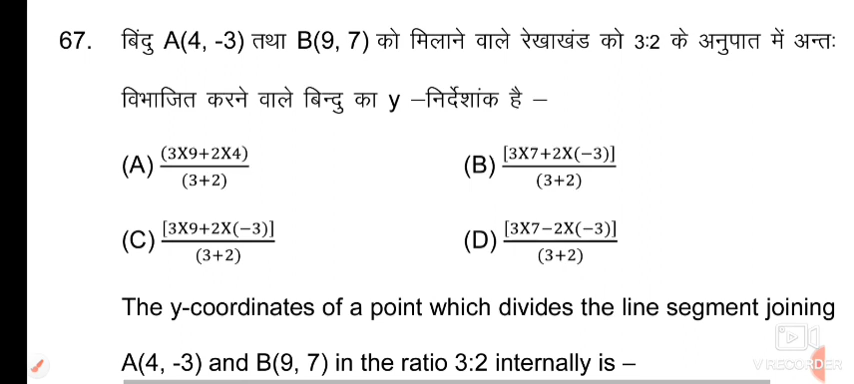 67. बिंदु A(4, -3) तथा B(9, 7) को मिलाने वाले रेखाखंड को 3:2 के अनुपात में अन्तः
विभाजित करने वाले बिन्दु का y –निर्देशांक है –
(A) (3X9+2X4)/(3+2) (B) [3X7+2X(−3)]/(3+2)
(C) [3X9+2X(−3)]/(3+2) (D) [3X7−2X(−3)]/(3+2)
The y-coordinates of a point which divides the line segment joining
A(4, -3) and B(9, 7) in the ratio 3:2 internally is –
V RECORDER